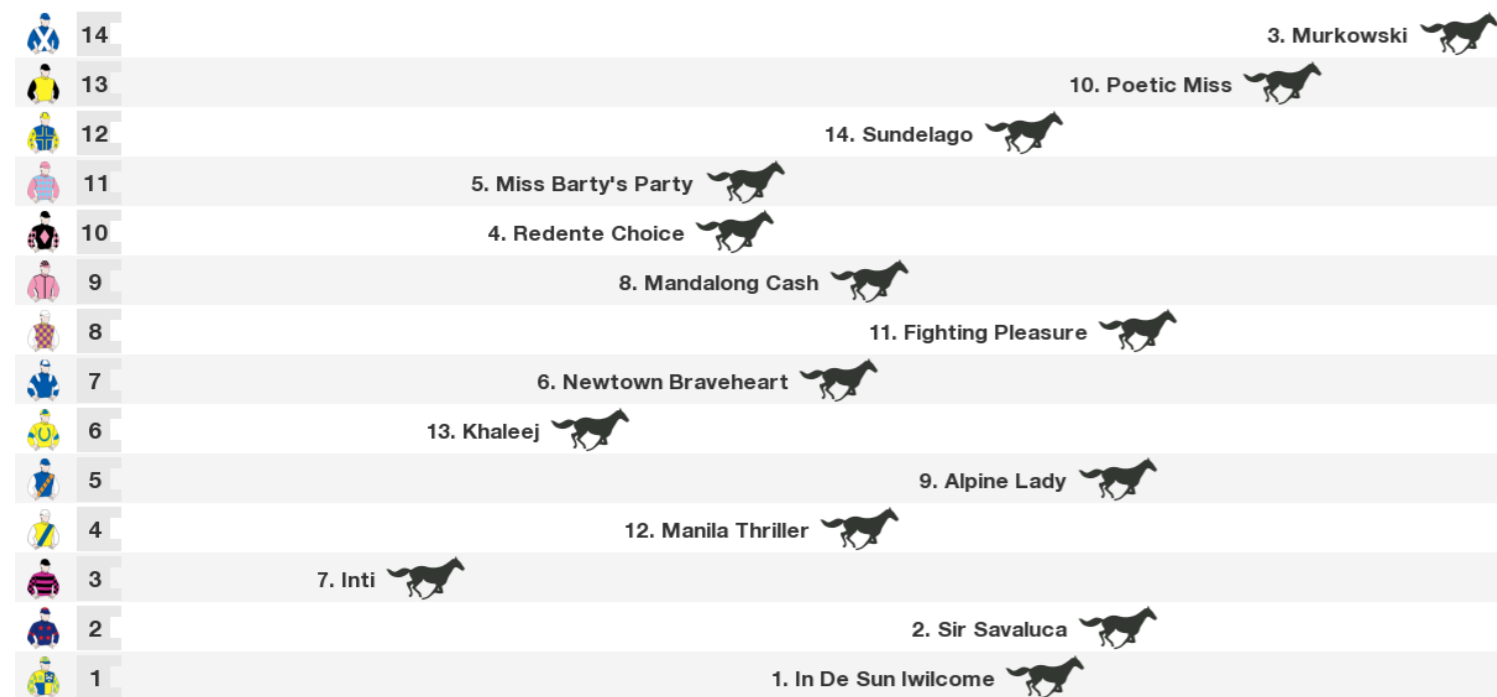 14 3. Murkowski
13 10. Poetic Miss
12 14. Sundelago
11 5. Miss Barty's Party
10 4. Redente Choice
9 8. Mandalong Cash
8 11. Fighting Pleasure
7 6. Newtown Braveheart
6 13. Khaleej
5 9. Alpine Lady
4 12. Manila Thriller
3 7. Inti
2 2. Sir Savaluca
1 1. In De Sun Iwilcome